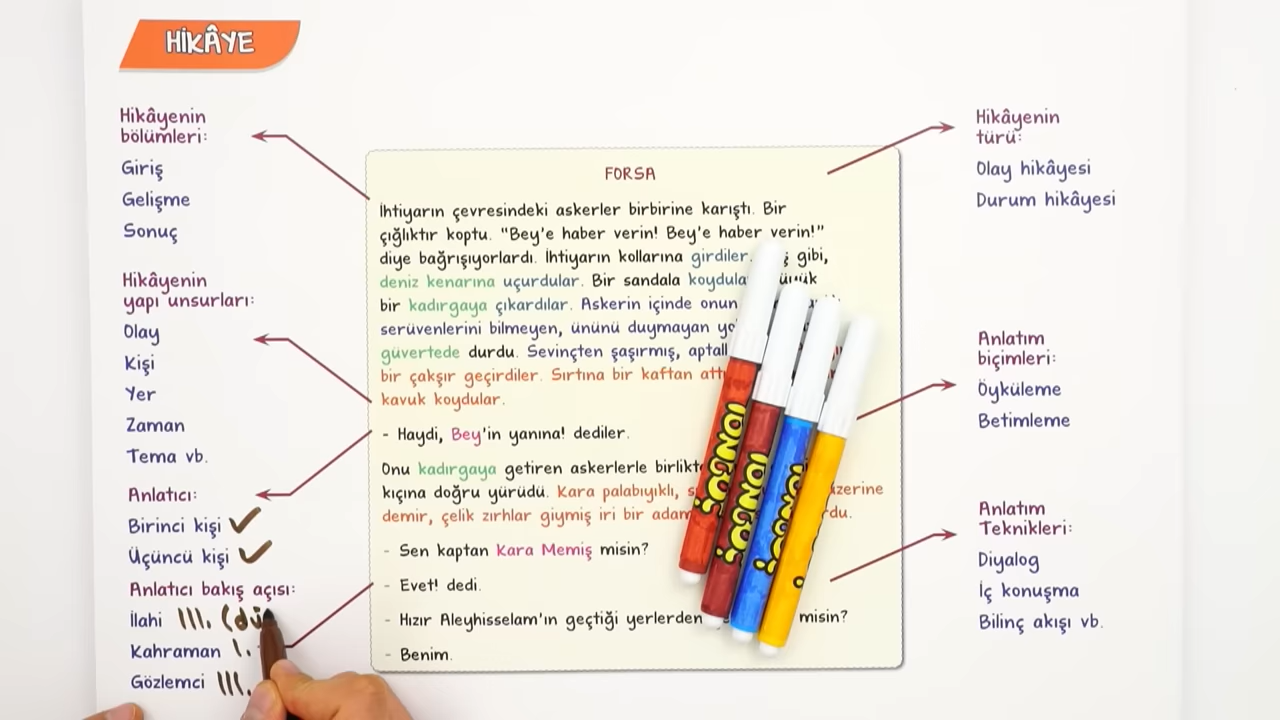 HİKÂYE
Hikâyenin
bölümleri:
Giriş
Gelişme
Sonuç
Hikâyenin
yapı unsurları:
Olay
Kişi
Yer
Zaman
Tema vb.
Anlatıcı:
Birinci kişi
Üçüncü kişi
Anlatıcı bakış açısı:
İlahi III. (dü
Kahraman I.
Gözlemci III.
FORSA
İhtiyarın çevresindeki askerler birbirine karıştı. Bir
çığlıktır koptu. "Bey'e haber verin! Bey'e haber verin!"
diye bağrışıyorlardı. İhtiyarın kollarına girdiler. gibi,
deniz kenarına uçurdular. Bir sandala
bir kadırgaya çıkardılar. Askerin içinde onun
serüvenlerini bilmeyen, ününü duymayan
güvertede durdu. Sevinçten şaşırmış,
bir çakşır geçirdiler. Sırtına bir kaftan
kavuk koydular.
- Haydi, Bey'in yanına! dediler.
Onu kadırgaya getiren askerlerle
kıçına doğru yürüdü. Kara palabıyıklı, üzerine
demir, çelik zırhlar giymiş iri bir
- Sen kaptan Kara Memiş misin?
- Evet! dedi.
- Hızır Aleyhisselam'ın geçtiği yerlerden misin?
- Benim.
Hikâyenin
türü:
Olay hikâyesi
Durum hikâyesi
Anlatım
biçimleri:
Öyküleme
Betimleme
Anlatım
Teknikleri:
Diyalog
İç konuşma
Bilinç akışı vb.